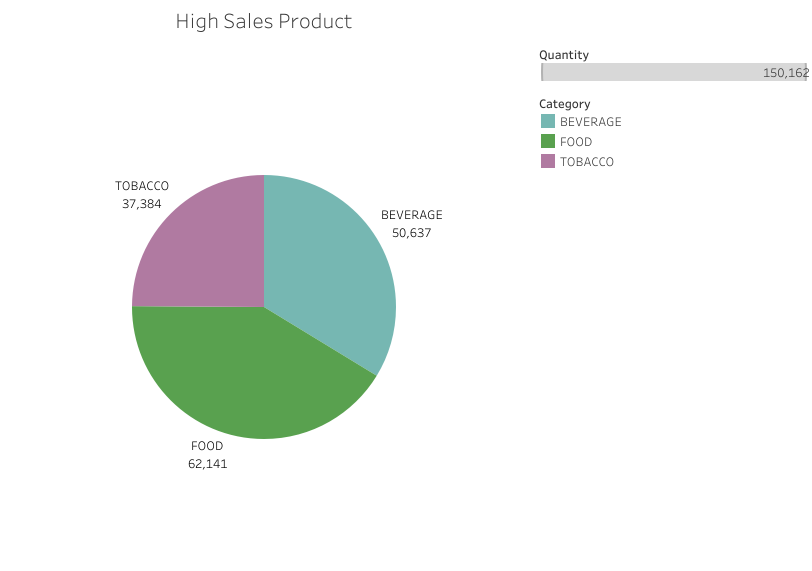 High Sales Product
Quantity
150,162
Category
BEVERAGE
FOOD
TOBACCO
TOBACCO
37,384
BEVERAGE
50,637
FOOD
62,141